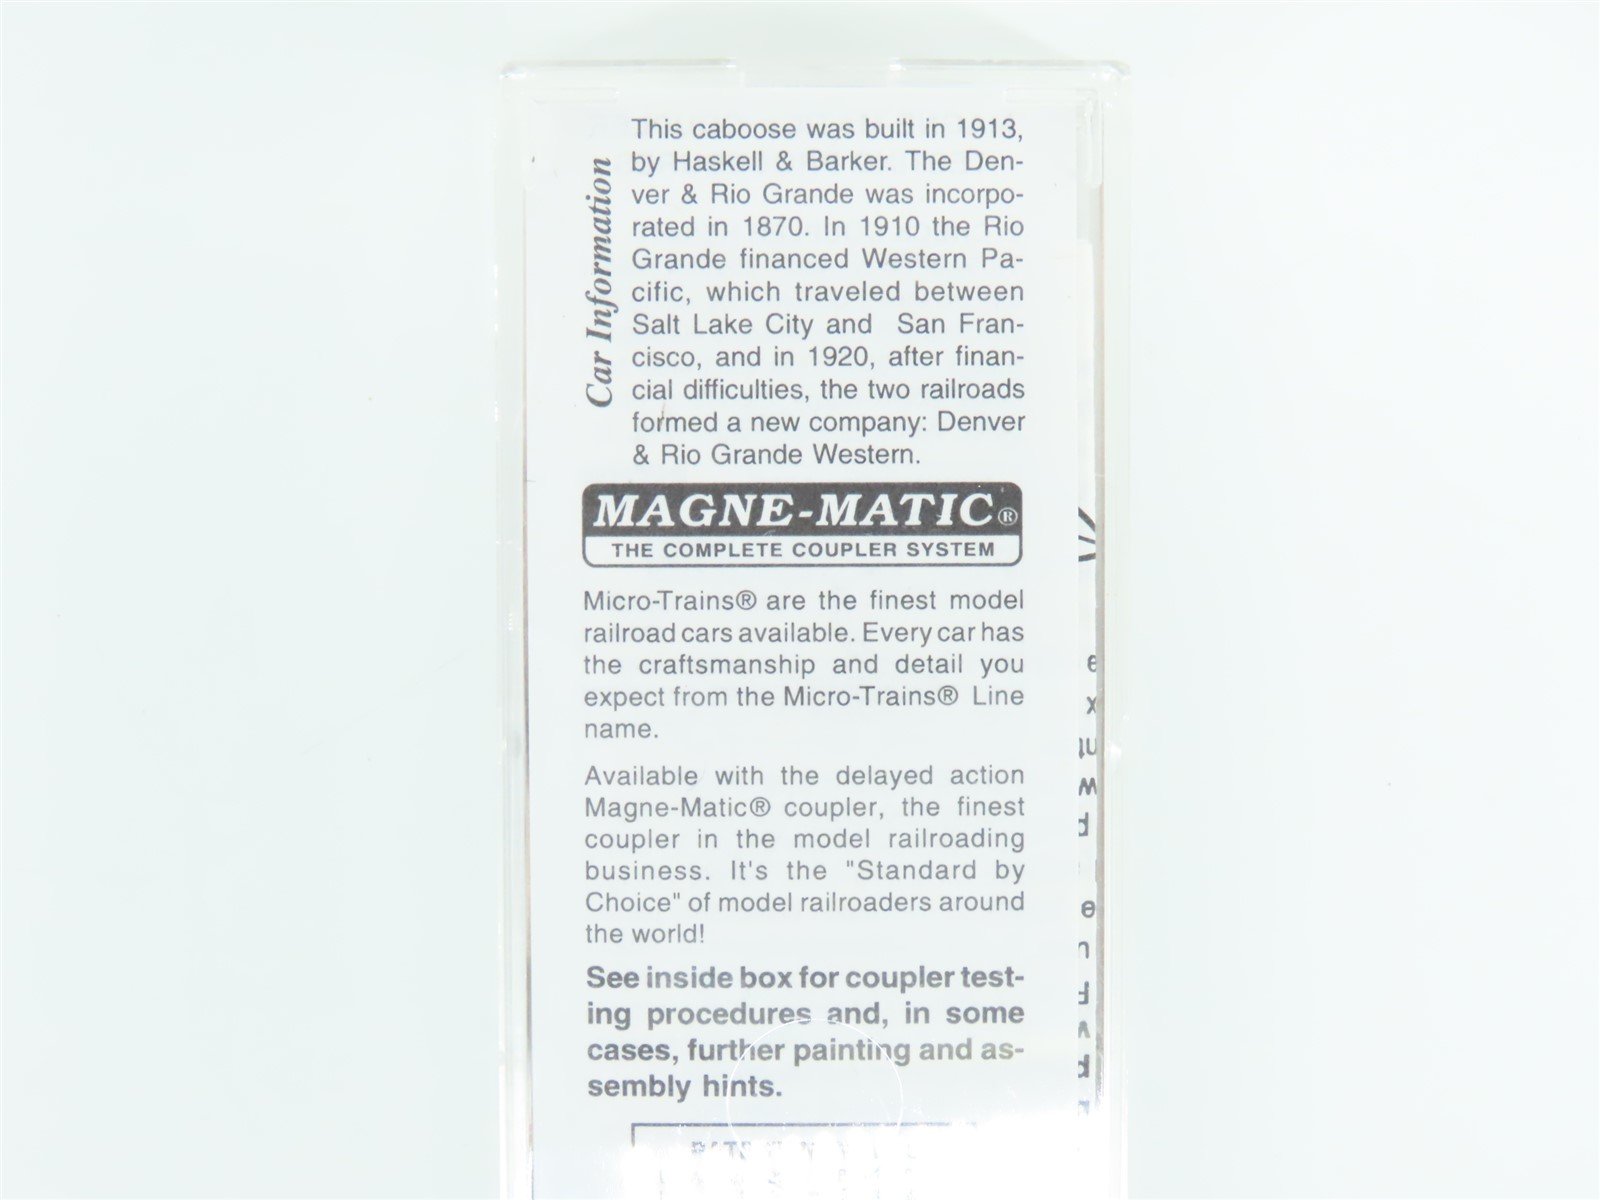 Car Information
This caboose was built in 1913,
by Haskell & Barker. The Den-
ver & Rio Grande was incorpo-
rated in 1870. In 1910 the Rio
Grande financed Western Pa-
cific, which traveled between
Salt Lake City and San Fran-
cisco, and in 1920, after finan-
cial difficulties, the two railroads
formed a new company: Denver
& Rio Grande Western.
MAGNE-MATIC®
THE COMPLETE COUPLER SYSTEM
Micro-Trains® are the finest model
railroad cars available. Every car has
the craftsmanship and detail you
expect from the Micro-Trains® Line
name.
Available with the delayed action
Magne-Matic® coupler, the finest
coupler in the model railroading
business. It's the "Standard by
Choice" of model railroaders around
the world!
See inside box for coupler test-
ing procedures and, in some
cases, further painting and as-
sembly hints.